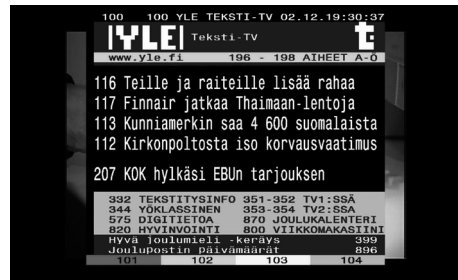 100 100 YLE TEKSTI-TV 02.12.19:30:37
YLE Teksti-TV t:
www.yle.fi 196 - 198 AIHEET A-Ö
116 Teille ja raiteille lisää rahaa
117 Finnair jatkaa Thaimaan-lentoja
113 Kunniamerkin saa 4 600 suomalaista
112 Kirkonpoltosta iso korvausvaatimus
207 KOK hylkäsi EBUn tarjouksen
332 TEKSTITYSINFO 351-352 TV1:SSÄ
344 YÖKLASSINEN 353-354 TV2:SSA
575 DIGITIETOA 870 JOULUKALENTERI
820 HYVINVOINTI 800 VIIKKOMAKASIINI
Hyvä joulumieli -keräys 399
Joulupostin päivämäärät 896
101 102 103 104